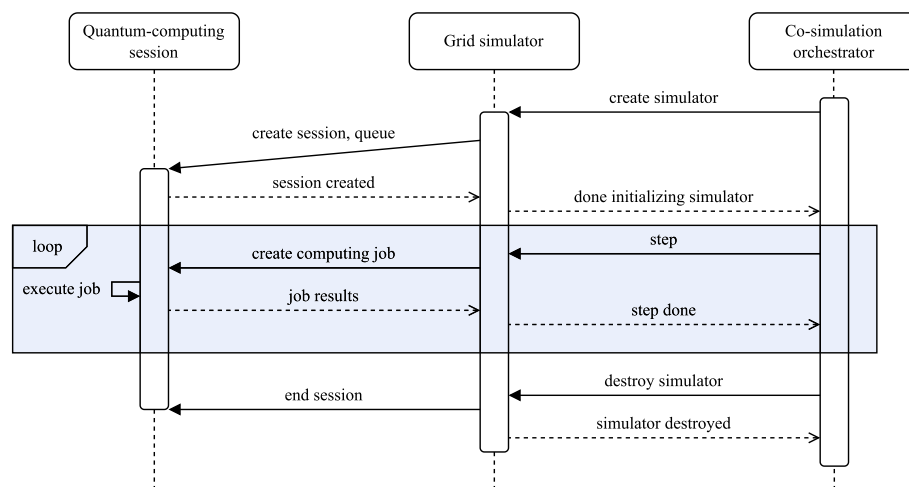 Quantum-computing
session
Grid simulator
Co-simulation
orchestrator
create simulator
create session, queue
session created
done initializing simulator
loop
step
create computing job
execute job
job results
step done
destroy simulator
end session
simulator destroyed